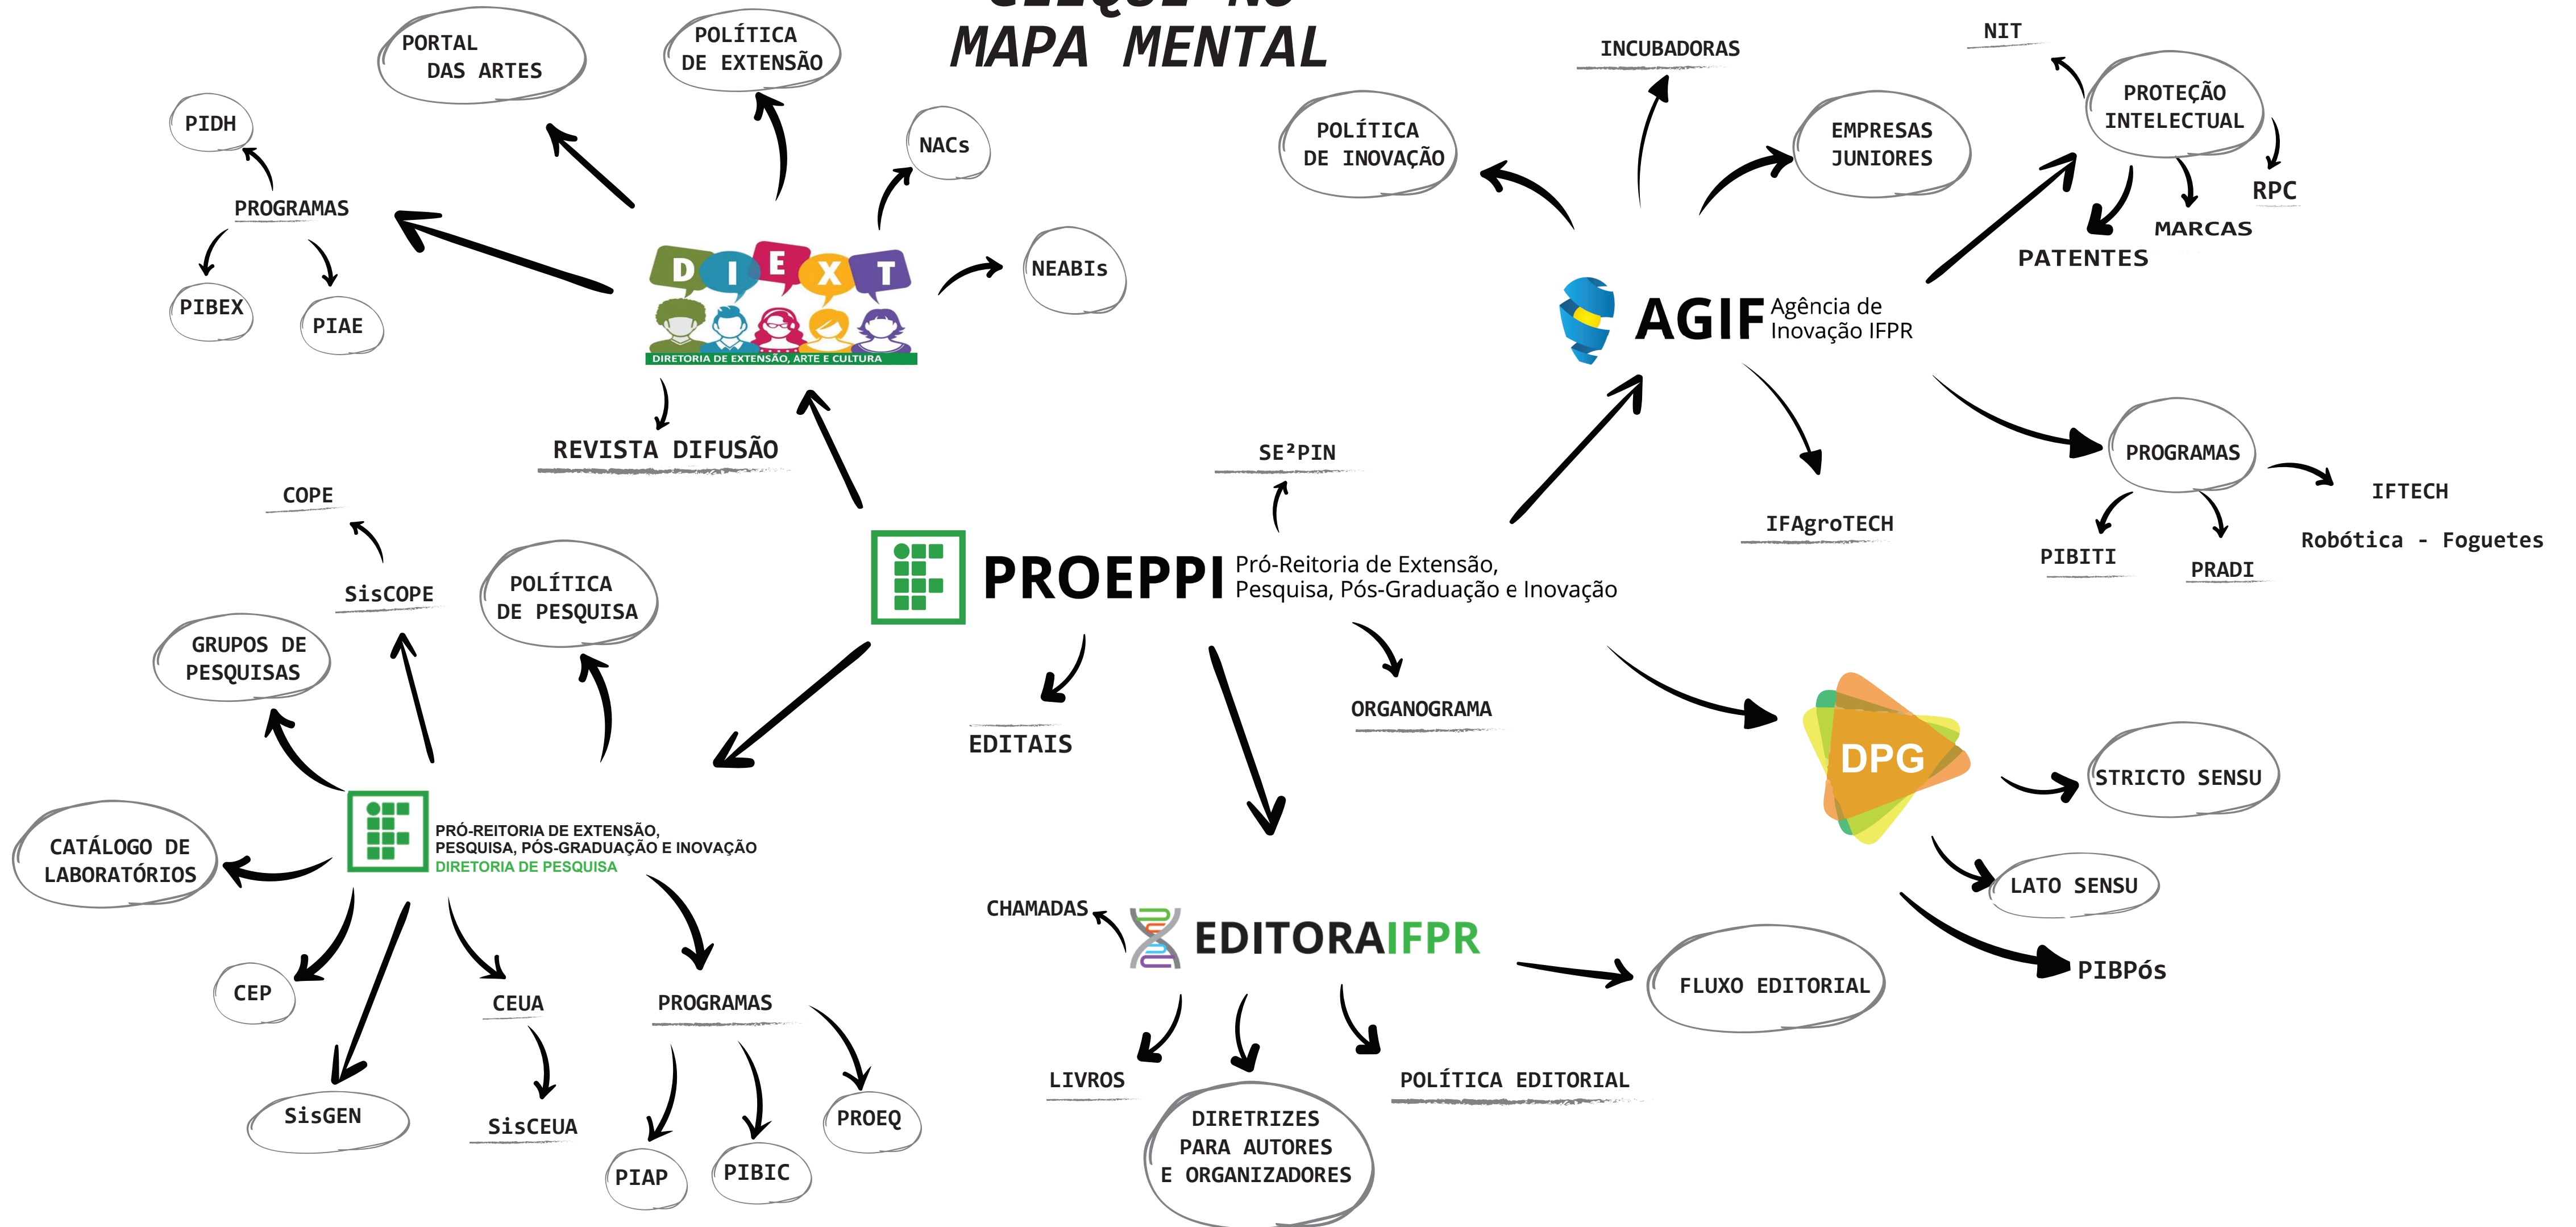 CLIQUE NO
MAPA MENTAL
PORTAL
DAS ARTES
POLÍTICA
DE EXTENSÃO
NACs
NEABIs
PIDH
PROGRAMAS
PIBEX
PIAE
D I E X T
DIRETORIA DE EXTENSÃO, ARTE E CULTURA
REVISTA DIFUSÃO
INCUBADORAS
NIT
POLÍTICA
DE INOVAÇÃO
EMPRESAS
JUNIORES
PROTEÇÃO
INTELECTUAL
RPC
MARCAS
PATENTES
AGIF
Agência de
Inovação IFPR
PROGRAMAS
IFTECH
Robótica - Foguetes
PIBITI
PRADI
IFAgroTECH
SE²PIN
PROEPPI
Pró-Reitoria de Extensão,
Pesquisa, Pós-Graduação e Inovação
EDITAIS
ORGANOGRAMA
COPE
SisCOPE
POLÍTICA
DE PESQUISA
GRUPOS DE
PESQUISAS
CATÁLOGO DE
LABORATÓRIOS
PRÓ-REITORIA DE EXTENSÃO,
PESQUISA, PÓS-GRADUAÇÃO E INOVAÇÃO
DIRETORIA DE PESQUISA
CEP
SisGEN
CEUA
SisCEUA
PROGRAMAS
PIAP
PIBIC
PROEQ
CHAMADAS
EDITORAIFPR
FLUXO EDITORIAL
LIVROS
DIRETRIZES
PARA AUTORES
E ORGANIZADORES
POLÍTICA EDITORIAL
DPG
STRICTO SENSU
LATO SENSU
PIBPós